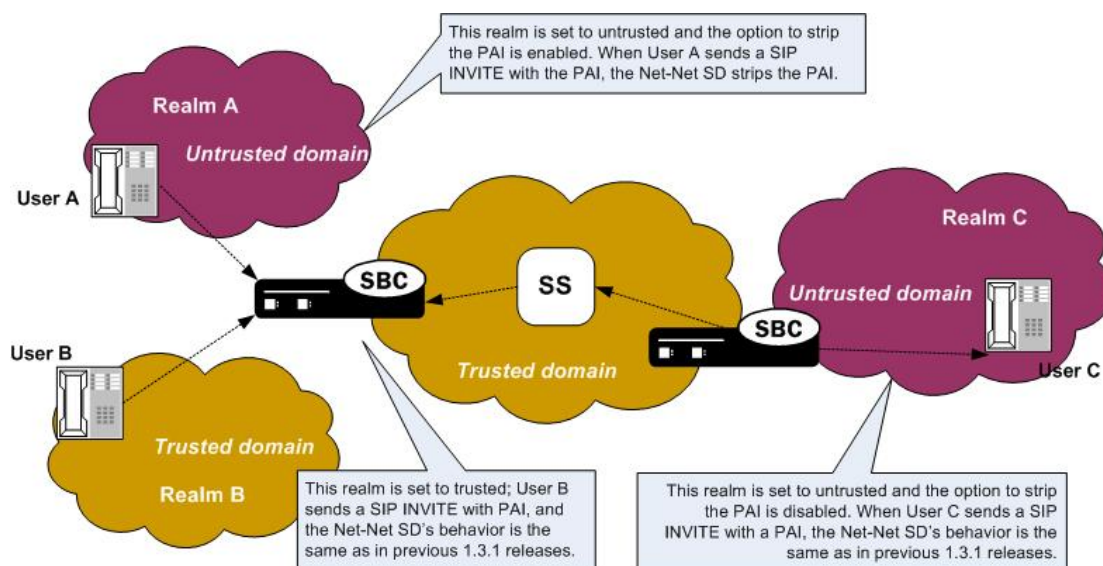 This realm is set to untrusted and the option to strip
the PAI is enabled. When User A sends a SIP
INVITE with the PAI, the Net-Net SD strips the PAI.
Realm A
Untrusted domain
User A
Realm C
Untrusted domain
User C
SBC
SS
SBC
Trusted domain
User B
Trusted domain
Realm B
This realm is set to trusted; User B
sends a SIP INVITE with PAI, and
the Net-Net SD's behavior is the
same as in previous 1.3.1 releases.
This realm is set to untrusted and the option to strip
the PAI is disabled. When User C sends a SIP
INVITE with a PAI, the Net-Net SD's behavior is the
same as in previous 1.3.1 releases.